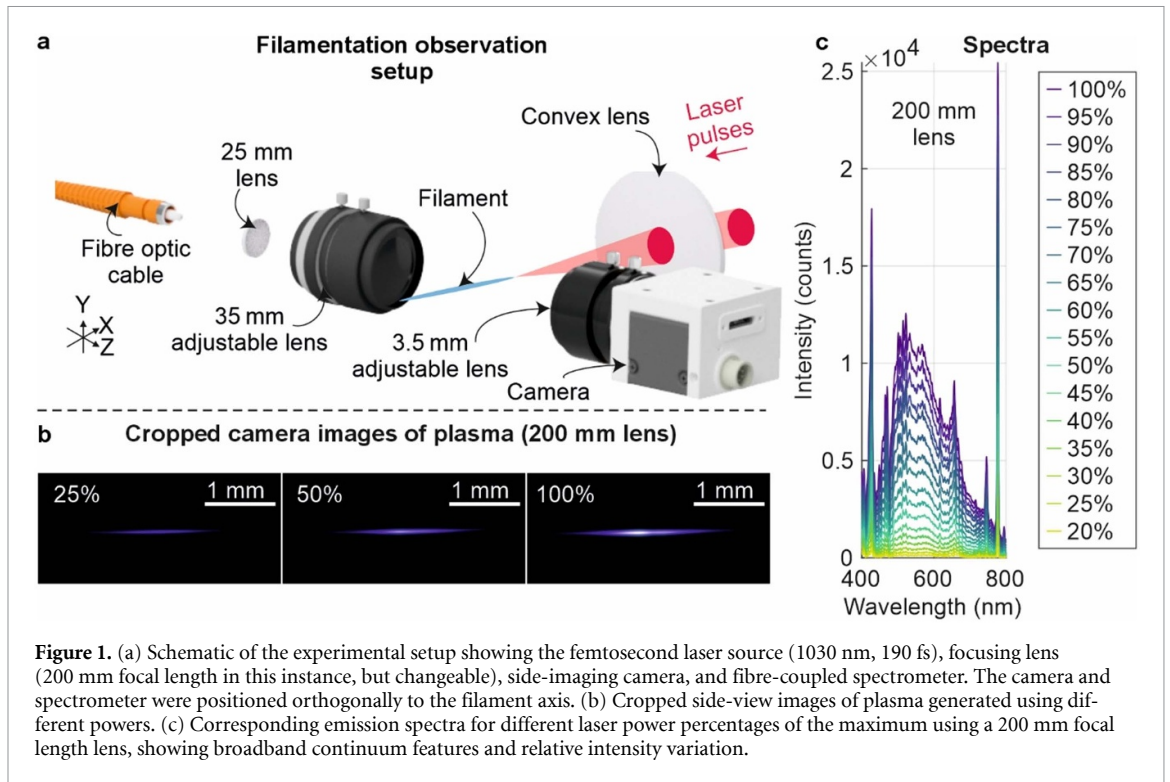 a
Filamentation observation
setup
Convex lens
Laser
pulses
25 mm
lens
Filament
Fibre optic
cable
Y
X
Z
35 mm
adjustable lens
3.5 mm
adjustable lens
Camera
b
Cropped camera images of plasma (200 mm lens)
25%
1 mm
50%
1 mm
100%
1 mm
c
Spectra
×10⁴
2.5
2
1.5
1
0.5
0
Intensity (counts)
200 mm
lens
400 600 800
Wavelength (nm)
100%
95%
90%
85%
80%
75%
70%
65%
60%
55%
50%
45%
40%
35%
30%
25%
20%
Figure 1. (a) Schematic of the experimental setup showing the femtosecond laser source (1030 nm, 190 fs), focusing lens
(200 mm focal length in this instance, but changeable), side-imaging camera, and fibre-coupled spectrometer. The camera and
spectrometer were positioned orthogonally to the filament axis. (b) Cropped side-view images of plasma generated using dif-
ferent powers. (c) Corresponding emission spectra for different laser power percentages of the maximum using a 200 mm focal
length lens, showing broadband continuum features and relative intensity variation.